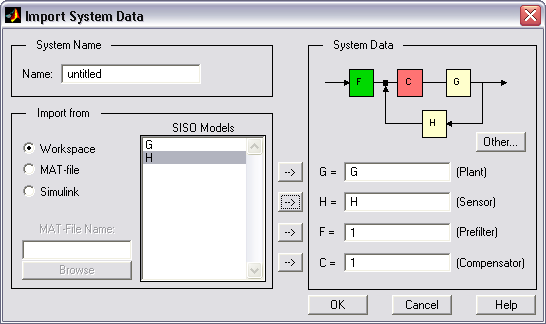 Import System Data
System Name
Name: untitled
Import from
Workspace
MAT-file
Simulink
MAT-File Name:
Browse
SISO Models
G
H
System Data
F C G
H
Other...
--> G = G (Plant)
--> H = H (Sensor)
--> F = 1 (Prefilter)
--> C = 1 (Compensator)
OK Cancel Help